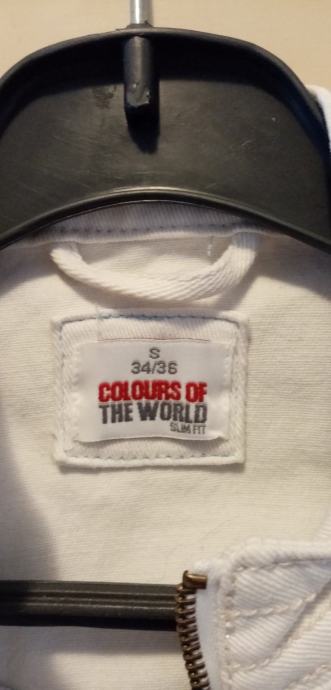 S
34/36
COLOURS OF
THE WORLD
SLIM FIT